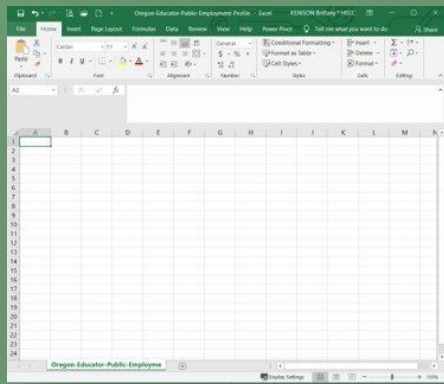 Oregon-Educator-Public-Employment-Profile - Excel KENISON Brittany * HECC
File Home Insert Page Layout Formulas Data Review View Help Power Pivot Tell me what you want to do Share
Calibri 11 A A General Conditional Formatting Insert
Paste B I U A $ % Format as Table Delete
Cell Styles Format
Clipboard Font Alignment Number Styles Cells Editing
A1 fx
A B C D E F G H I J K L M N
1
2
3
4
5
6
7
8
9
10
11
12
13
14
15
16
17
18
19
20
21
22
23
24
Oregon-Educator-Public-Employme
Display Settings 100%